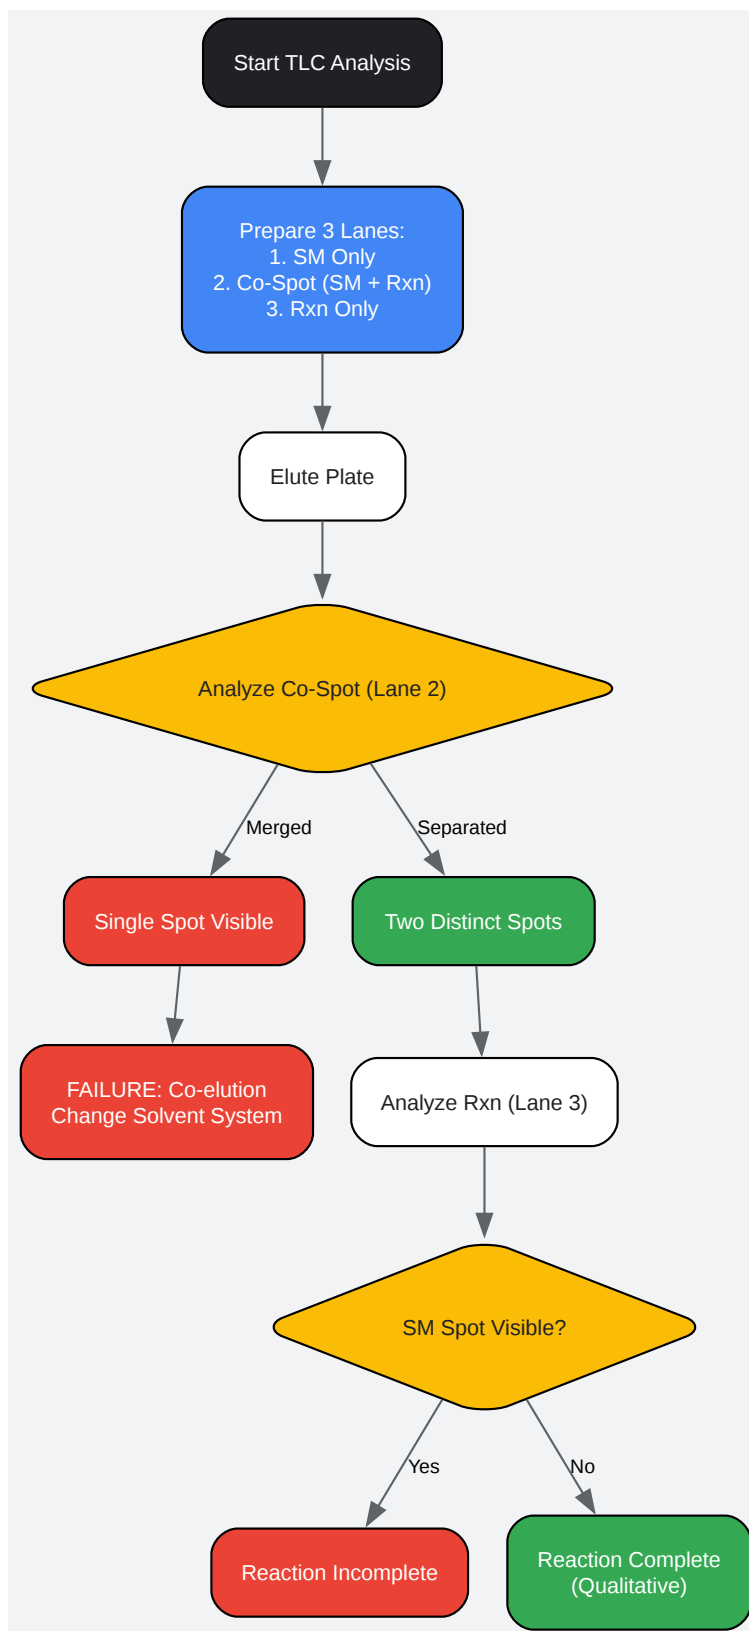 Start TLC Analysis
Prepare 3 Lanes:
1. SM Only
2. Co-Spot (SM + Rxn)
3. Rxn Only
Elute Plate
Analyze Co-Spot (Lane 2)
Merged
Separated
Single Spot Visible
Two Distinct Spots
FAILURE: Co-elution
Change Solvent System
Analyze Rxn (Lane 3)
SM Spot Visible?
Yes
No
Reaction Incomplete
Reaction Complete
(Qualitative)